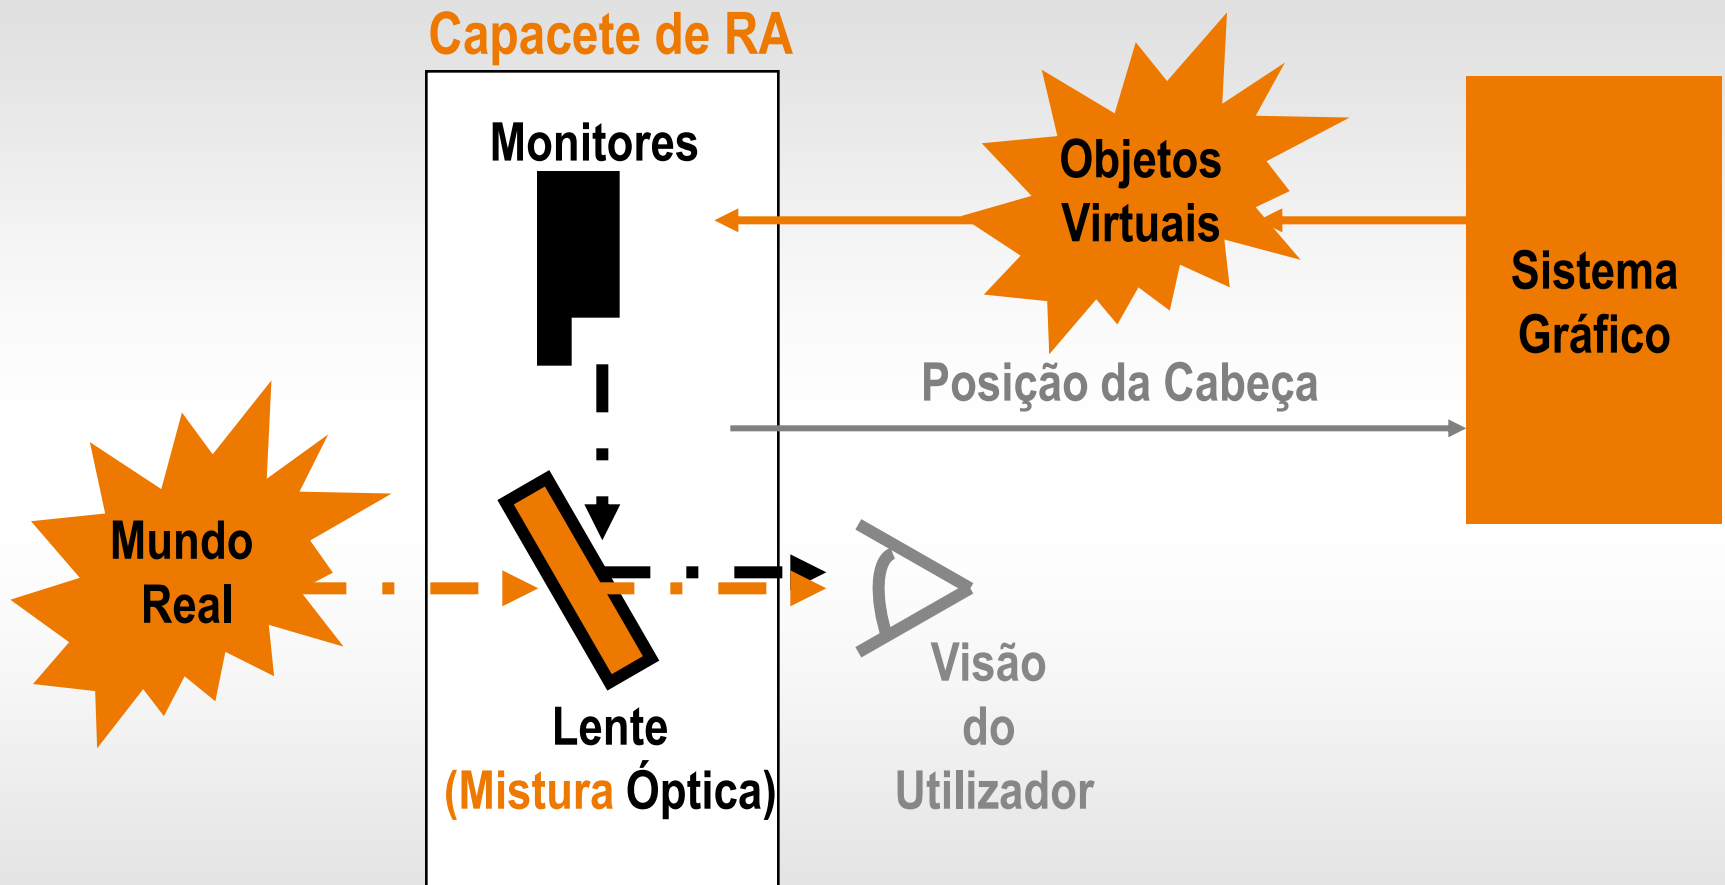 Capacete de RA
Monitores
Objetos
Virtuais
Sistema
Gráfico
Posição da Cabeça
Mundo
Real
Visão
do
Utilizador
Lente
(Mistura Óptica)